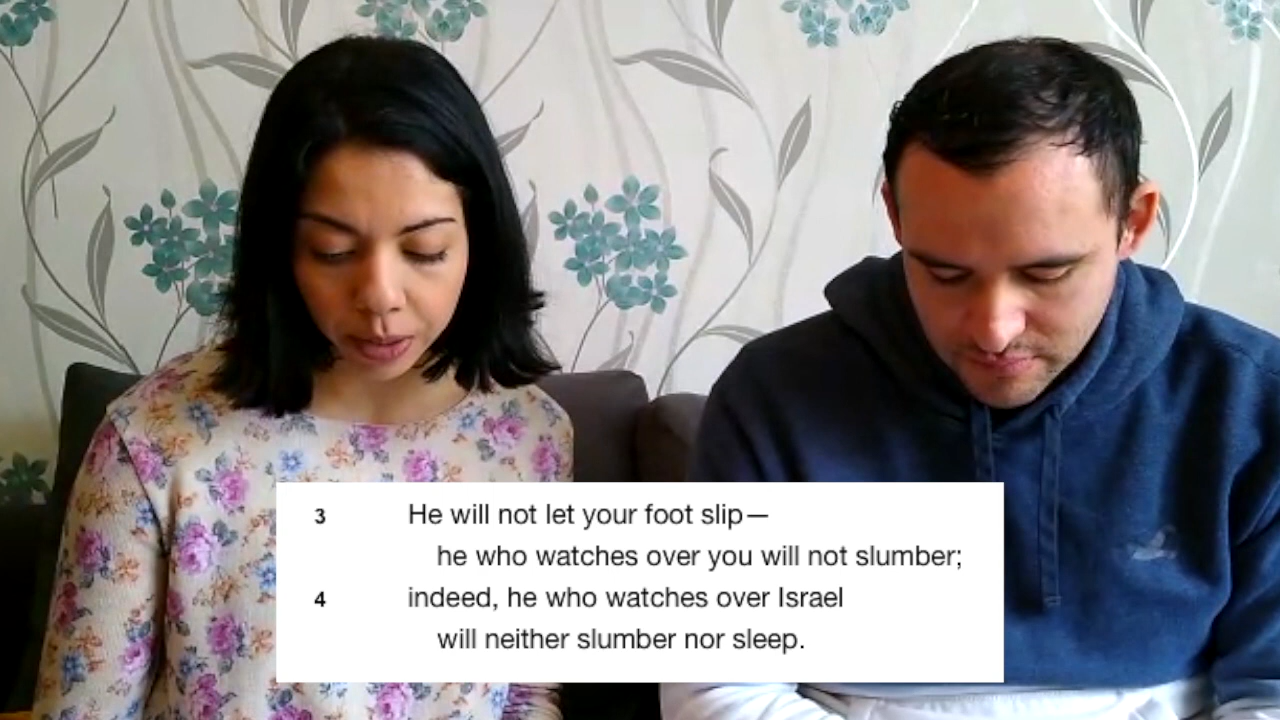 3 He will not let your foot slip—
he who watches over you will not slumber;
4 indeed, he who watches over Israel
will neither slumber nor sleep.